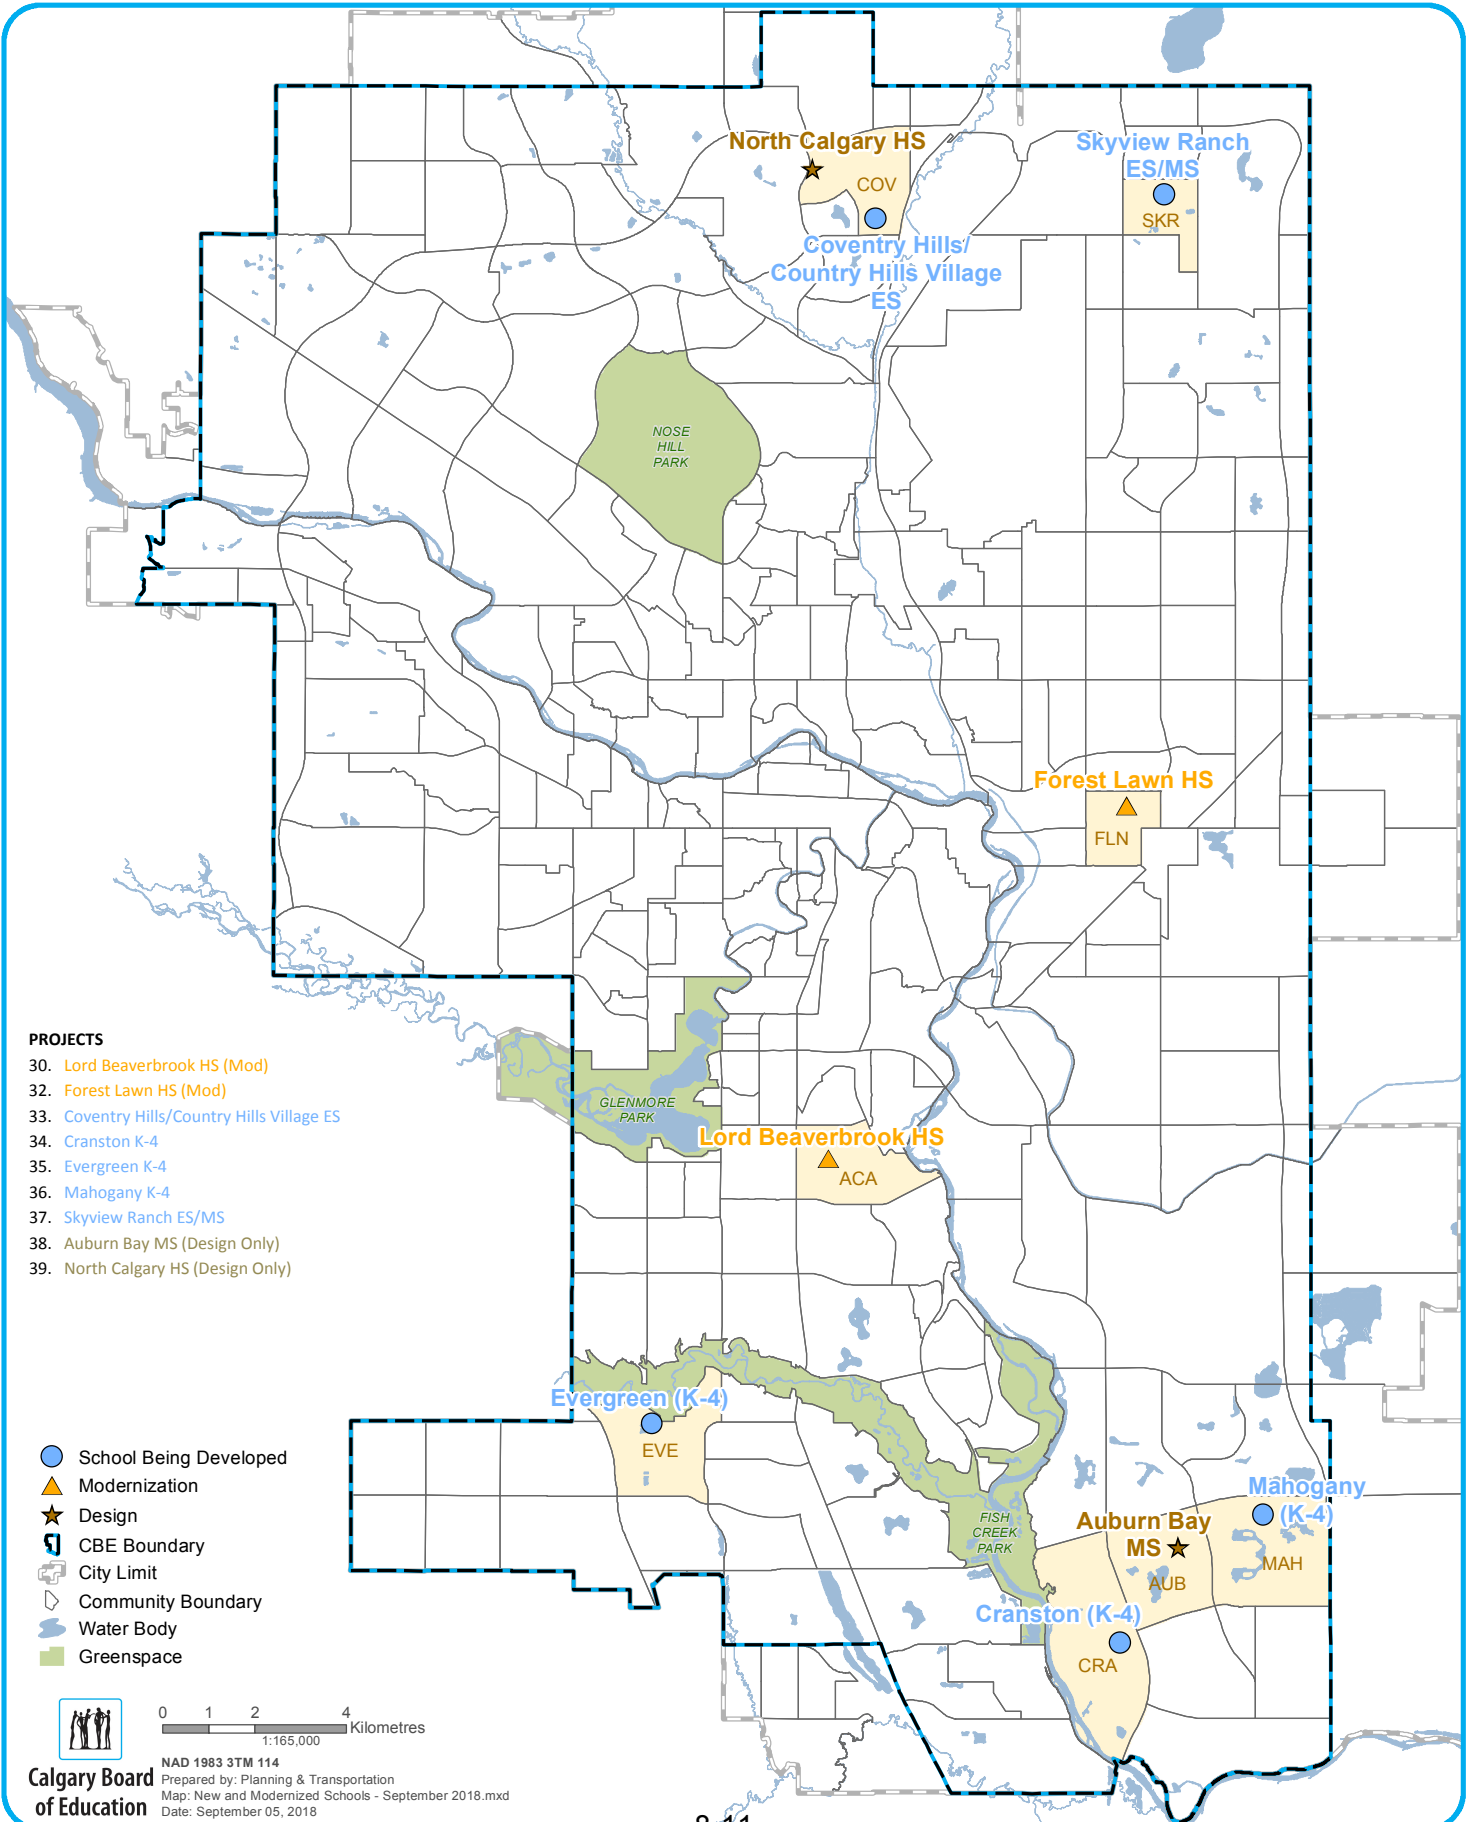 North Calgary HS
COV
Skyview Ranch
ES/MS
SKR
Coventry Hills/
Country Hills Village
ES
NOSE
HILL
PARK
Forest Lawn HS
FLN
PROJECTS
30. Lord Beaverbrook HS (Mod)
32. Forest Lawn HS (Mod)
33. Coventry Hills/Country Hills Village ES
34. Cranston K-4
35. Evergreen K-4
36. Mahogany K-4
37. Skyview Ranch ES/MS
38. Auburn Bay MS (Design Only)
39. North Calgary HS (Design Only)
GLENMORE
PARK
Lord Beaverbrook HS
ACA
Evergreen (K-4)
EVE
Mahogany
(K-4)
MAH
Auburn Bay
MS
AUB
FISH
CREEK
PARK
Cranston (K-4)
CRA
School Being Developed
Modernization
Design
CBE Boundary
City Limit
Community Boundary
Water Body
Greenspace
0 1 2 4
Kilometres
1:165,000
Calgary Board
of Education
NAD 1983 3TM 114
Prepared by: Planning & Transportation
Map: New and Modernized Schools - September 2018.mxd
Date: September 05, 2018